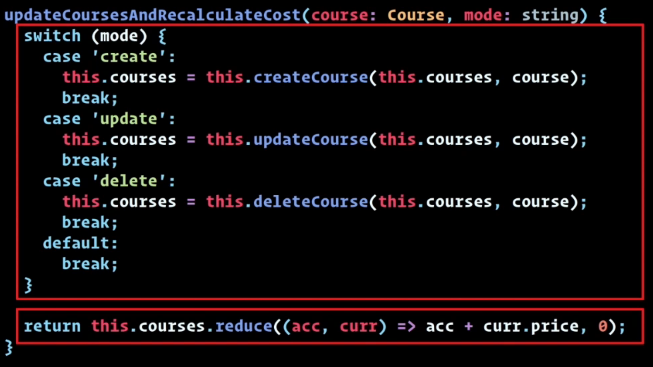 updateCoursesAndRecalculateCost(course: Course, mode: string) {
switch (mode) {
case 'create':
this.courses = this.createCourse(this.courses, course);
break;
case 'update':
this.courses = this.updateCourse(this.courses, course);
break;
case 'delete':
this.courses = this.deleteCourse(this.courses, course);
break;
default:
break;
}
return this.courses.reduce((acc, curr) => acc + curr.price, 0);
}